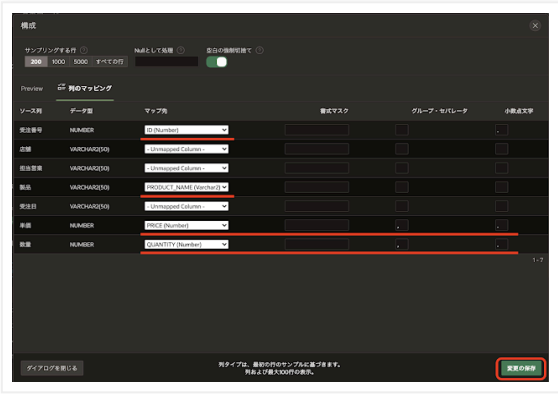 構成
サンプリングする行 Nullとして処理 空白の強制切捨て
200 1000 5000 すべての行
Preview 列のマッピング
ソース列 データ型 マップ先 書式マスク グループ・セパレータ 小数点文字
受注番号 NUMBER ID (Number) .
店舗 VARCHAR2(50) - Unmapped Column -
担当営業 VARCHAR2(50) - Unmapped Column -
製品 VARCHAR2(50) PRODUCT_NAME (Varchar2)
受注日 VARCHAR2(50) - Unmapped Column -
単価 NUMBER PRICE (Number) , .
数量 NUMBER QUANTITY (Number) , .
1-7
ダイアログを閉じる
列タイプは、最初の行のサンプルに基づきます。
列および最大100行の表示。
変更の保存